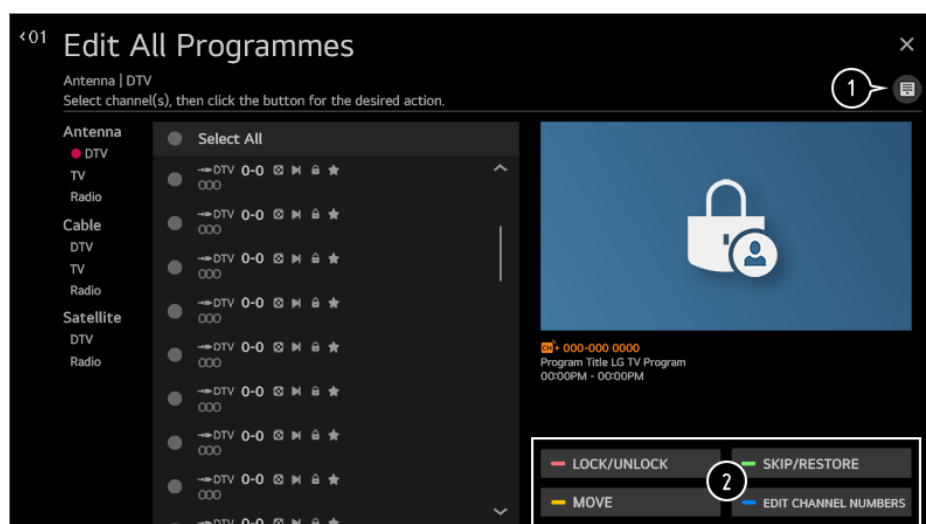 ‹01 Edit All Programmes
Antenna | DTV
Select channel(s), then click the button for the desired action.
1
Antenna
DTV
TV
Radio
Cable
DTV
TV
Radio
Satellite
DTV
Radio
Select All
DTV 0-0
000
DTV 0-0
000
DTV 0-0
000
DTV 0-0
000
DTV 0-0
000
DTV 0-0
000
DTV 0-0
000
DTV 0-0
000
DTV 0-0
CH+ 000-000 0000
Program Title LG TV Program
00:00PM - 00:00PM
LOCK/UNLOCK
SKIP/RESTORE
2
MOVE
EDIT CHANNEL NUMBERS